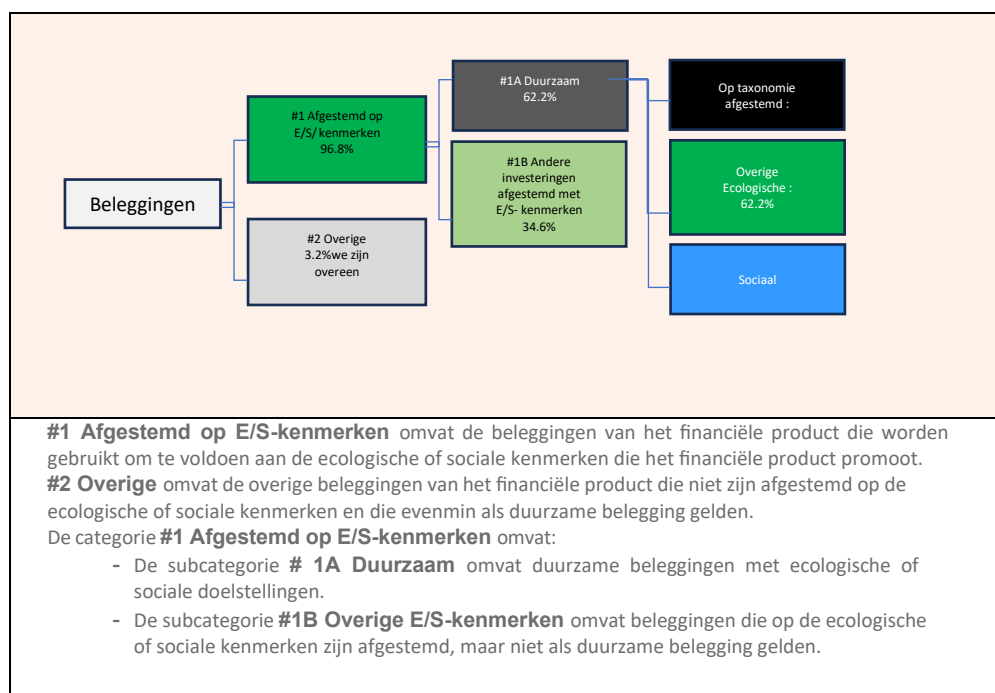 Beleggingen
#1 Afgestemd op
E/S/ kenmerken
96.8%
#2 Overige
3.2%we zijn
overeen
#1A Duurzaam
62.2%
#1B Andere
investeringen
afgestemd met
E/S- kenmerken
34.6%
Op taxonomie
afgestemd :
Overige
Ecologische :
62.2%
Sociaal
#1 Afgestemd op E/S-kenmerken omvat de beleggingen van het financiële product die worden
gebruikt om te voldoen aan de ecologische of sociale kenmerken die het financiële product promoot.
#2 Overige omvat de overige beleggingen van het financiële product die niet zijn afgestemd op de
ecologische of sociale kenmerken en die evenmin als duurzame belegging gelden.
De categorie #1 Afgestemd op E/S-kenmerken omvat:
- De subcategorie # 1A Duurzaam omvat duurzame beleggingen met ecologische of
sociale doelstellingen.
- De subcategorie #1B Overige E/S-kenmerken omvat beleggingen die op de ecologische
of sociale kenmerken zijn afgestemd, maar niet als duurzame belegging gelden.